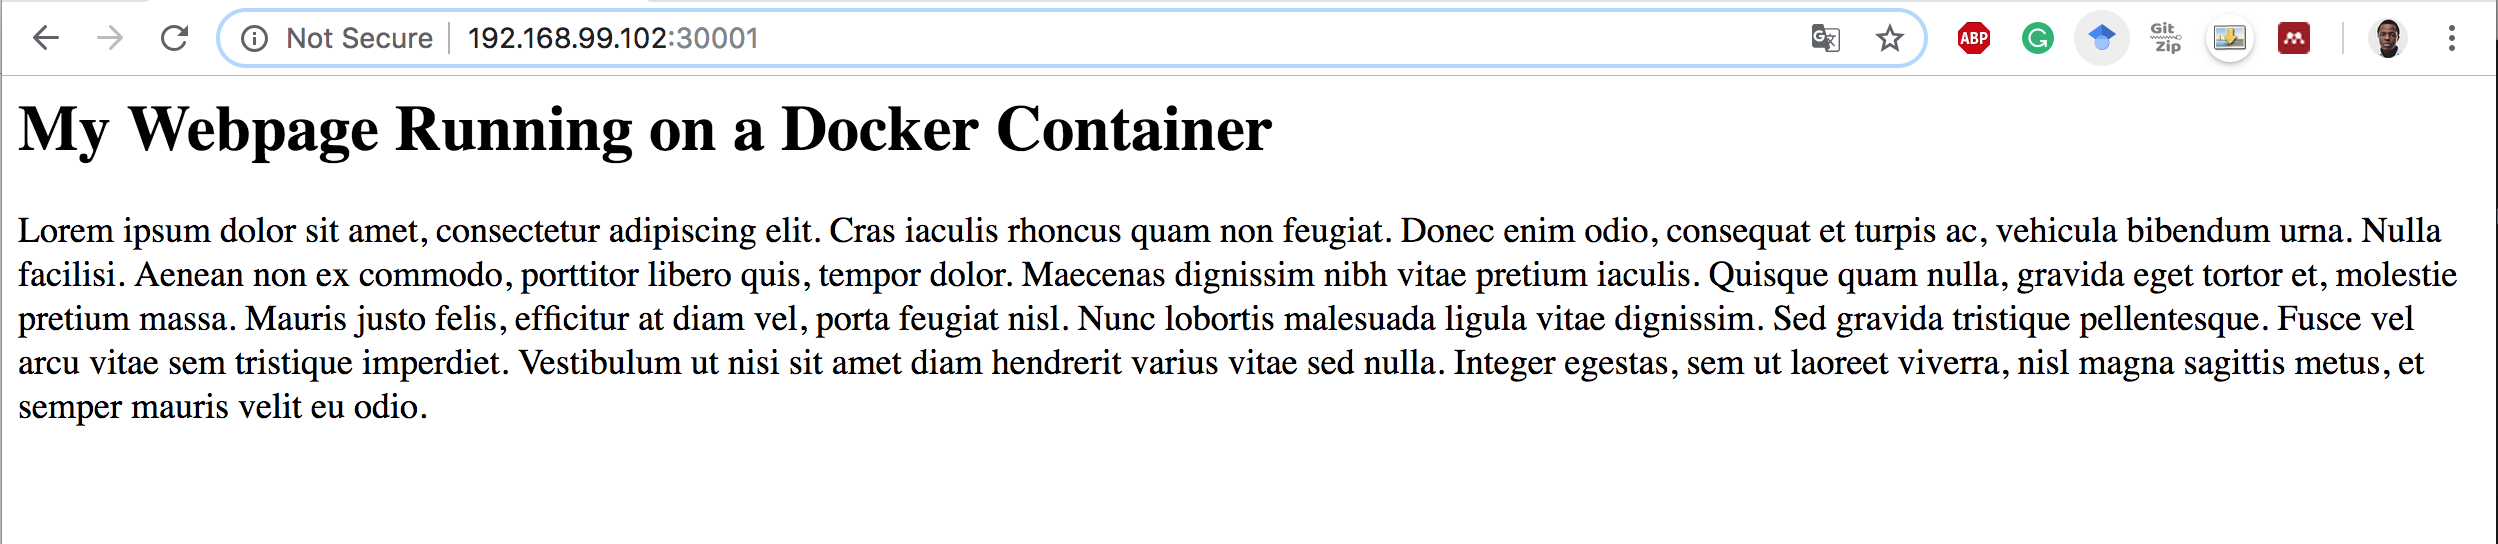 Not Secure 192.168.99.102:30001 G ABP G Git Zip
My Webpage Running on a Docker Container
Lorem ipsum dolor sit amet, consectetur adipiscing elit. Cras iaculis rhoncus quam non feugiat. Donec enim odio, consequat et turpis ac, vehicula bibendum urna. Nulla
facilisi. Aenean non ex commodo, porttitor libero quis, tempor dolor. Maecenas dignissim nibh vitae pretium iaculis. Quisque quam nulla, gravida eget tortor et, molestie
pretium massa. Mauris justo felis, efficitur at diam vel, porta feugiat nisl. Nunc lobortis malesuada ligula vitae dignissim. Sed gravida tristique pellentesque. Fusce vel
arcu vitae sem tristique imperdiet. Vestibulum ut nisi sit amet diam hendrerit varius vitae sed nulla. Integer egestas, sem ut laoreet viverra, nisl magna sagittis metus, et
semper mauris velit eu odio.